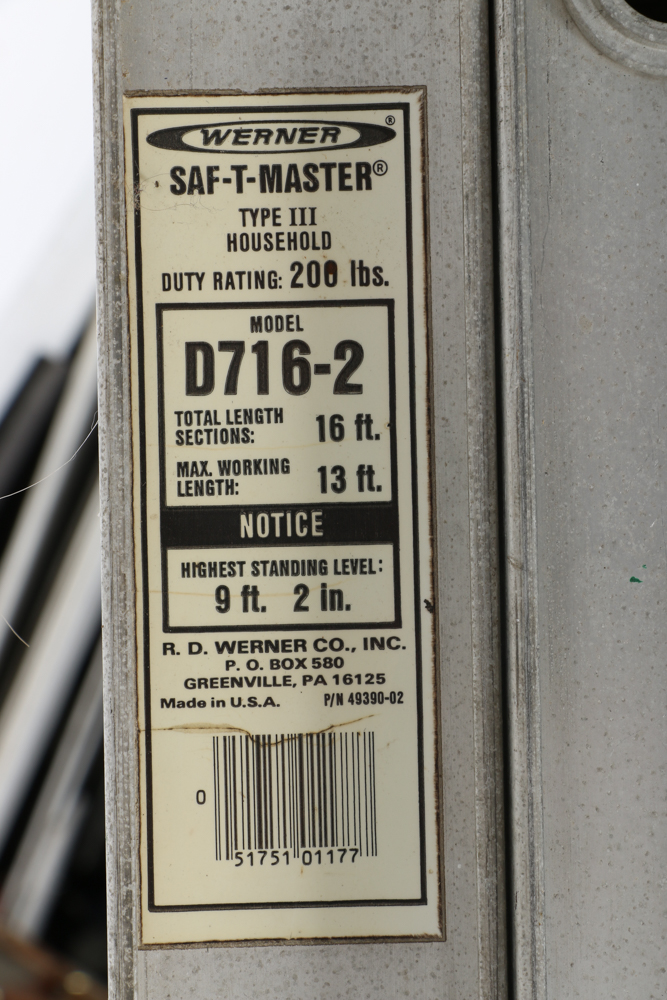 WERNER®
SAF-T-MASTER®
TYPE III
HOUSEHOLD
DUTY RATING: 200 lbs.
MODEL
D716-2
TOTAL LENGTH SECTIONS: 16 ft.
MAX. WORKING LENGTH: 13 ft.
NOTICE
HIGHEST STANDING LEVEL:
9 ft. 2 in.
R. D. WERNER CO., INC.
P. O. BOX 580
GREENVILLE, PA 16125
Made in U.S.A. P/N 49390-02
0 51751 01177